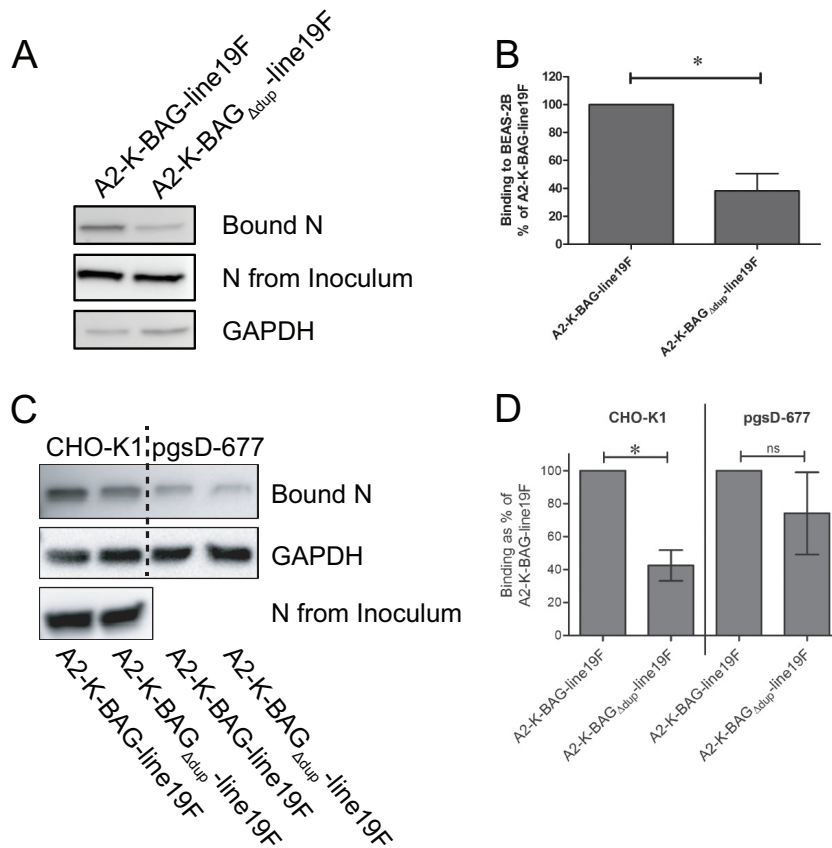 A
A2-K-BAG-line19F
A2-K-BAGΔdup-line19F
Bound N
N from Inoculum
GAPDH
B
Binding to BEAS-2B
% of A2-K-BAG-line19F
120
100
80
60
40
20
0
*
A2-K-BAG-line19F
A2-K-BAGΔdup-line19F
C
CHO-K1 pgsD-677
Bound N
GAPDH
N from Inoculum
A2-K-BAG-line19F
A2-K-BAGΔdup-line19F
A2-K-BAG-line19F
A2-K-BAGΔdup-line19F
D
CHO-K1 pgsD-677
Binding as % of
A2-K-BAG-line19F
100
80
60
40
20
0
*
ns
A2-K-BAG-line19F
A2-K-BAGΔdup-line19F
A2-K-BAG-line19F
A2-K-BAGΔdup-line19F